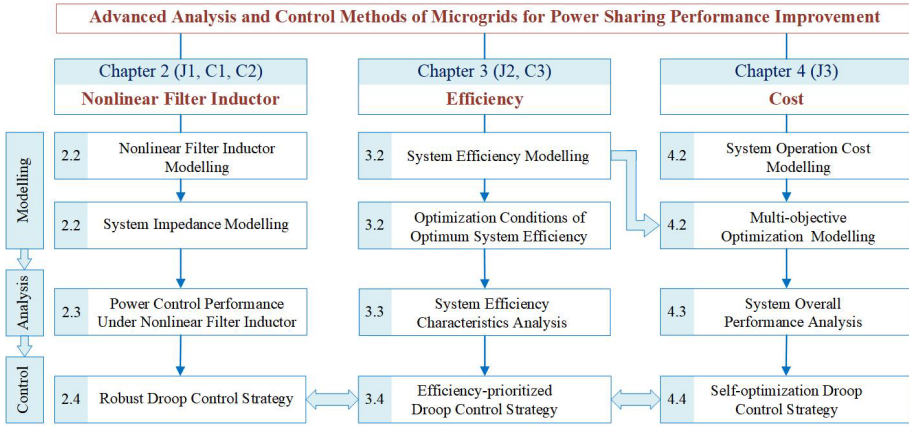 Advanced Analysis and Control Methods of Microgrids for Power Sharing Performance Improvement
Chapter 2 (J1, C1, C2)
Nonlinear Filter Inductor
Chapter 3 (J2, C3)
Efficiency
Chapter 4 (J3)
Cost
Modelling
2.2
Nonlinear Filter Inductor
Modelling
3.2
System Efficiency Modelling
4.2
System Operation Cost
Modelling
2.2
System Impedance Modelling
3.2
Optimization Conditions of
Optimum System Efficiency
4.2
Multi-objective
Optimization Modelling
Analysis
2.3
Power Control Performance
Under Nonlinear Filter Inductor
3.3
System Efficiency
Characteristics Analysis
4.3
System Overall
Performance Analysis
Control
2.4
Robust Droop Control Strategy
3.4
Efficiency-prioritized
Droop Control Strategy
4.4
Self-optimization Droop
Control Strategy